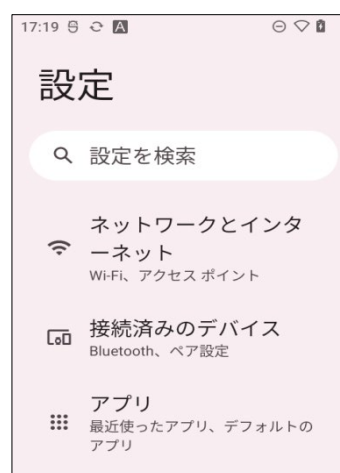 17:19
設定
設定を検索
ネットワークとインタ
ーネット
Wi-Fi、アクセス ポイント
接続済みのデバイス
Bluetooth、ペア設定
アプリ
最近使ったアプリ、デフォルトの
アプリ